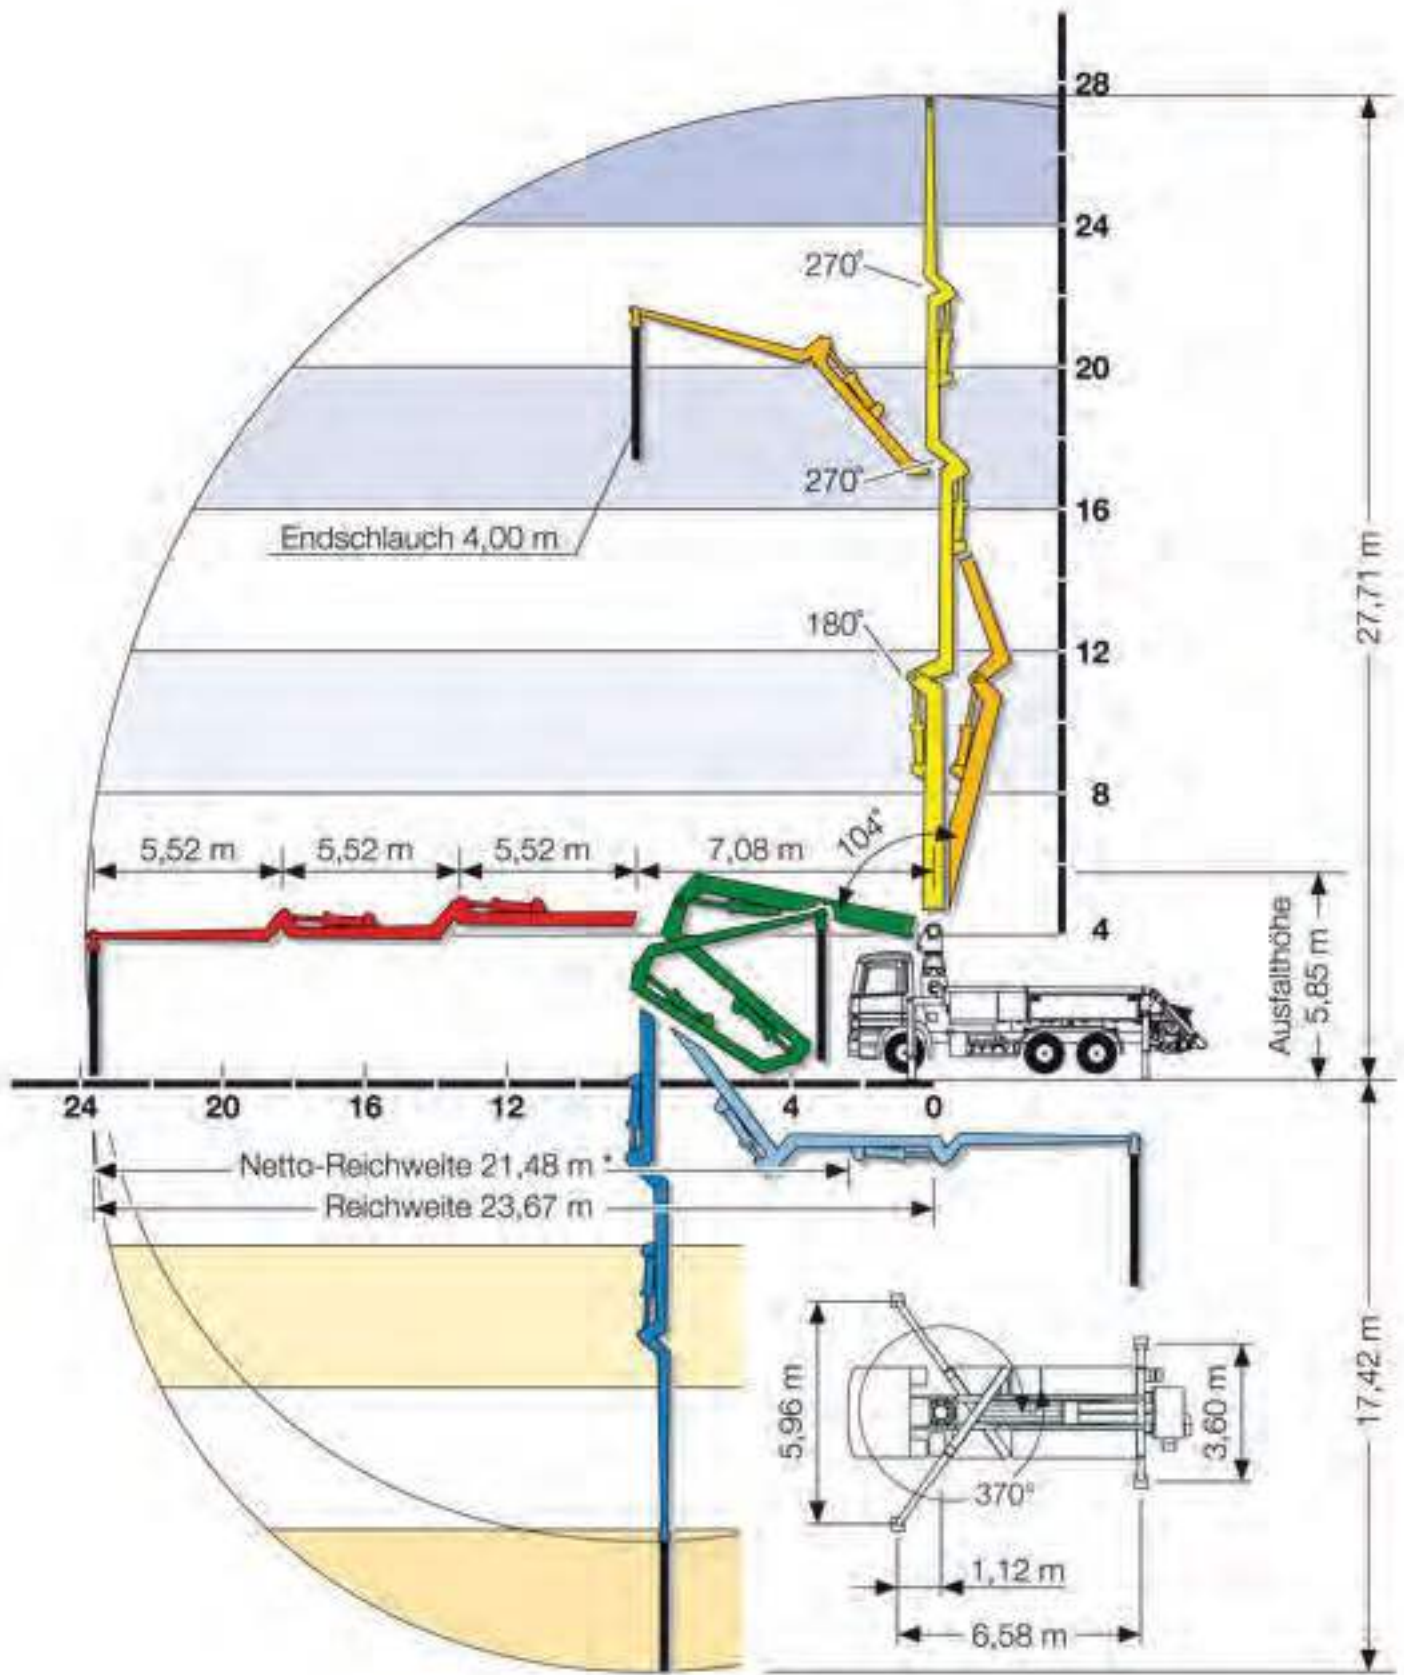 28
24
270°
20
270°
16
Endschlauch 4,00 m
27,71 m
180°
12
8
5,52 m
5,52 m
5,52 m
7,08 m
104°
4
Ausfalthöhe
5,85 m
24
20
16
12
4
0
Netto-Reichweite 21,48 m *
Reichweite 23,67 m
17,42 m
5,96 m
3,60 m
370°
1,12 m
6,58 m